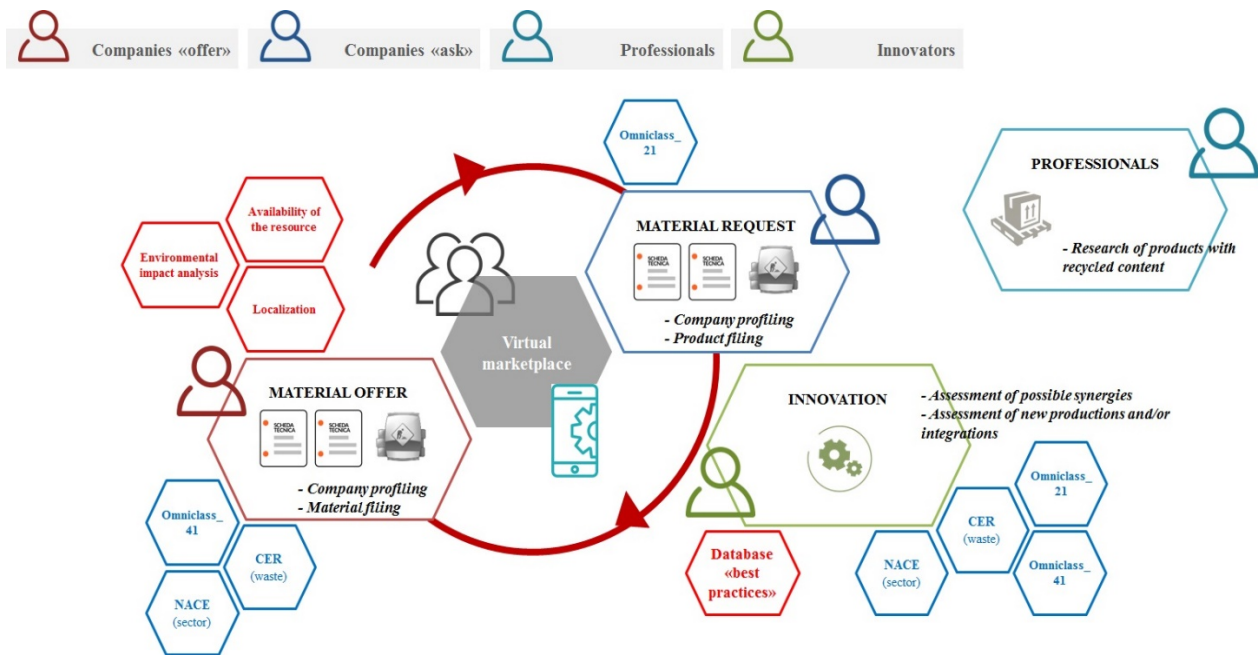 Companies «offer»
Companies «ask»
Professionals
Innovators
Omniclass_
21
PROFESSIONALS
- Research of products with
recycled content
Availability of
the resource
Environmental
impact analysis
Localization
MATERIAL REQUEST
SCHEDA
TECNICA
SCHEDA
TECNICA
- Company profiling
- Product filing
Virtual
marketplace
MATERIAL OFFER
SCHEDA
TECNICA
SCHEDA
TECNICA
- Company profiling
- Material filing
INNOVATION
- Assessment of possible synergies
- Assessment of new productions and/or
integrations
Omniclass_
41
CER
(waste)
NACE
(sector)
Database
«best
practices»
NACE
(sector)
CER
(waste)
Omniclass_
21
Omniclass_
41